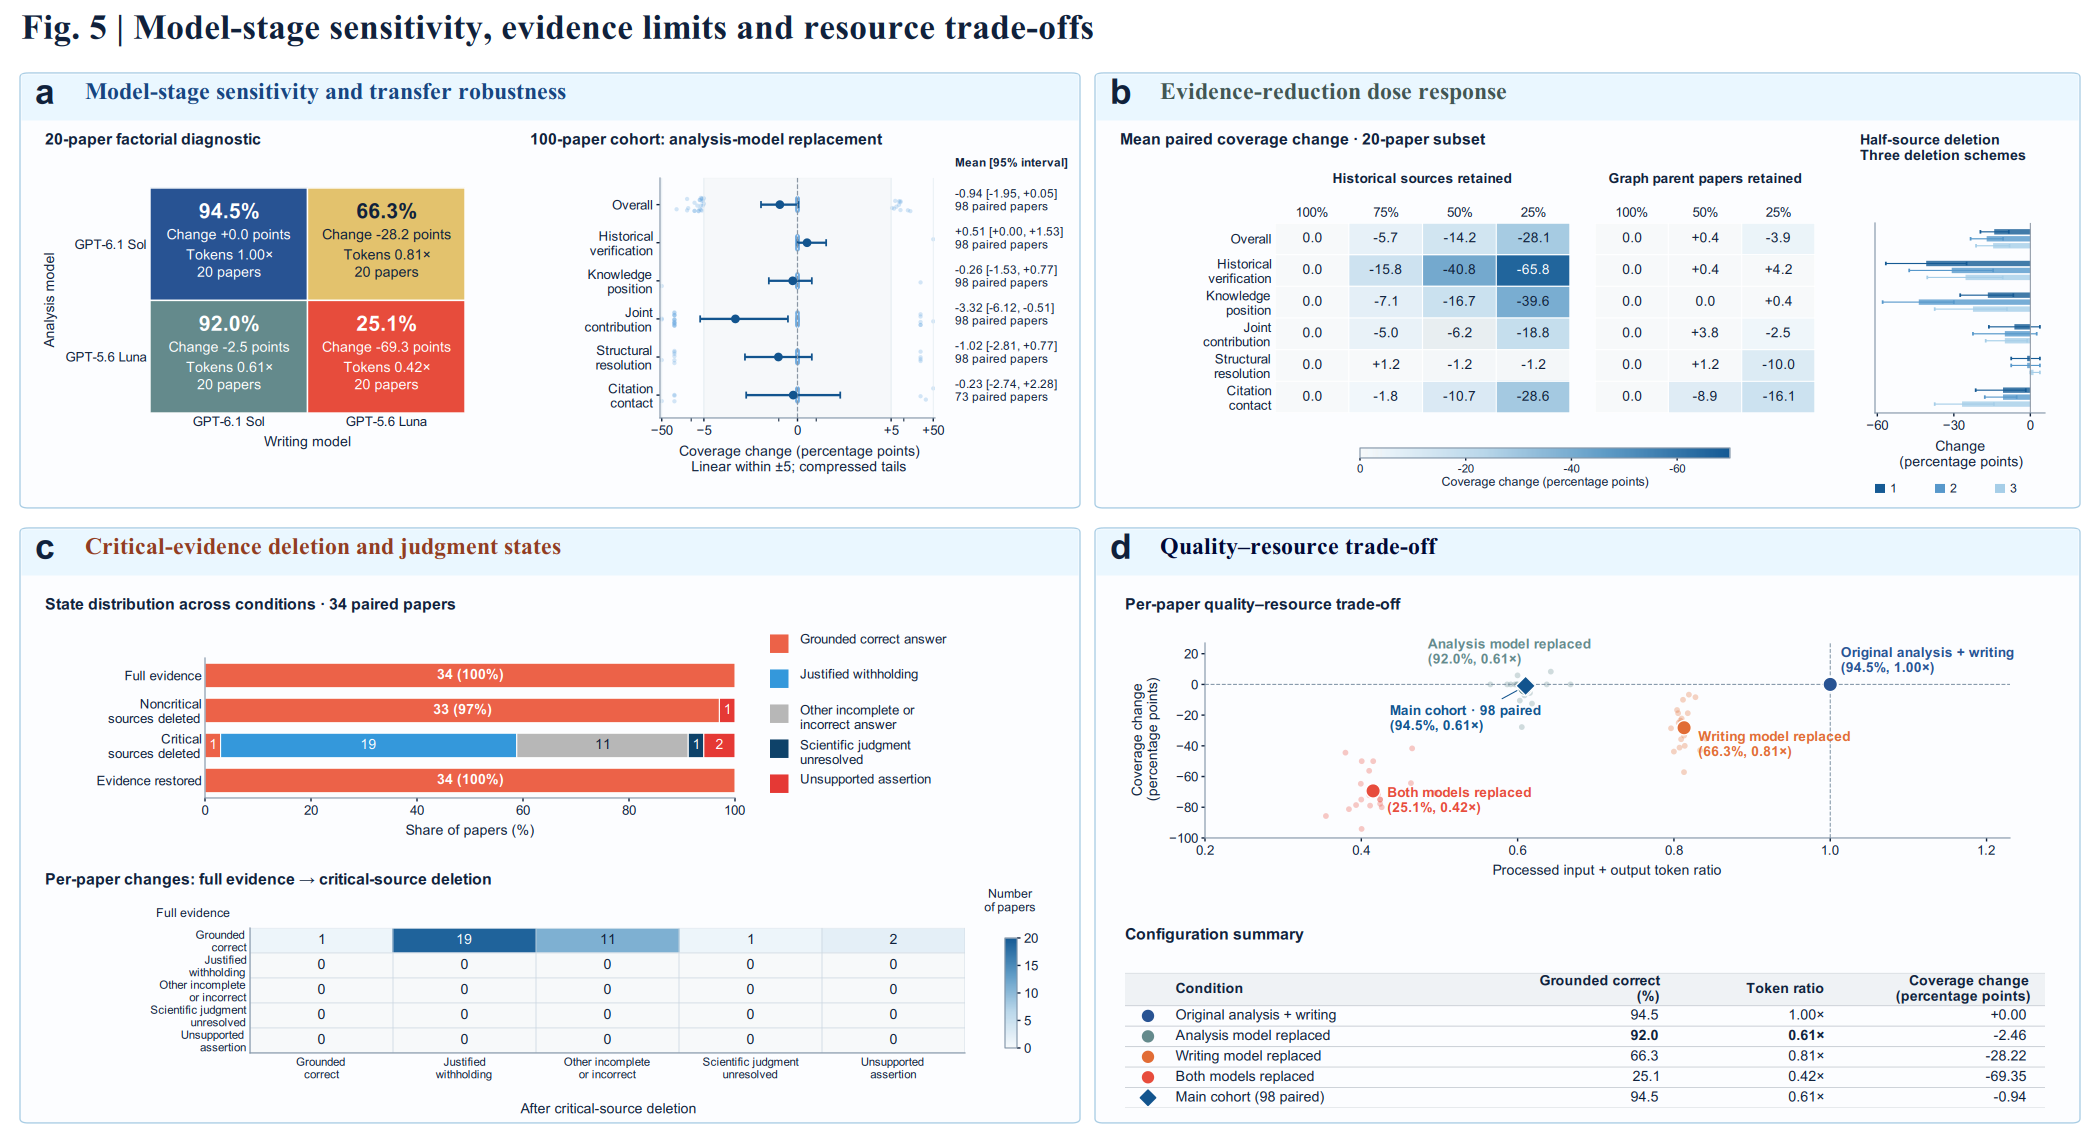 Fig. 5 | Model-stage sensitivity, evidence limits and resource trade-offs
a Model-stage sensitivity and transfer robustness
20-paper factorial diagnostic
Analysis model
GPT-6.1 Sol
94.5%
Change +0.0 points
Tokens 1.00×
20 papers
66.3%
Change -28.2 points
Tokens 0.81×
20 papers
GPT-5.6 Luna
92.0%
Change -2.5 points
Tokens 0.61×
20 papers
25.1%
Change -69.3 points
Tokens 0.42×
20 papers
GPT-6.1 Sol GPT-5.6 Luna
Writing model
100-paper cohort: analysis-model replacement
Mean [95% interval]
Overall
-0.94 [-1.95, +0.05]
98 paired papers
Historical
verification
+0.51 [+0.00, +1.53]
98 paired papers
Knowledge
position
-0.26 [-1.53, +0.77]
98 paired papers
Joint
contribution
-3.32 [-6.12, -0.51]
98 paired papers
Structural
resolution
-1.02 [-2.81, +0.77]
98 paired papers
Citation
contact
-0.23 [-2.74, +2.28]
73 paired papers
−50 −5 0 +5 +50
Coverage change (percentage points)
Linear within ±5; compressed tails
b Evidence-reduction dose response
Mean paired coverage change · 20-paper subset
Historical sources retained Graph parent papers retained
100% 75% 50% 25% 100% 50% 25%
Overall 0.0 -5.7 -14.2 -28.1 0.0 +0.4 -3.9
Historical
verification 0.0 -15.8 -40.8 -65.8 0.0 +0.4 +4.2
Knowledge
position 0.0 -7.1 -16.7 -39.6 0.0 0.0 +0.4
Joint
contribution 0.0 -5.0 -6.2 -18.8 0.0 +3.8 -2.5
Structural
resolution 0.0 +1.2 -1.2 -1.2 0.0 +1.2 -10.0
Citation
contact 0.0 -1.8 -10.7 -28.6 0.0 -8.9 -16.1
0 -20 -40 -60
Coverage change (percentage points)
Half-source deletion
Three deletion schemes
−60 −30 0
Change
(percentage points)
1 2 3
c Critical-evidence deletion and judgment states
State distribution across conditions · 34 paired papers
Full evidence 34 (100%)
Noncritical
sources deleted 33 (97%) 1
Critical
sources deleted 1 19 11 1 2
Evidence restored 34 (100%)
0 20 40 60 80 100
Share of papers (%)
Grounded correct answer
Justified withholding
Other incomplete or
incorrect answer
Scientific judgment
unresolved
Unsupported assertion
Per-paper changes: full evidence → critical-source deletion
Full evidence
Grounded
correct 1 19 11 1 2
Justified
withholding 0 0 0 0 0
Other incomplete
or incorrect 0 0 0 0 0
Scientific judgment
unresolved 0 0 0 0 0
Unsupported
assertion 0 0 0 0 0
Grounded
correct
Justified
withholding
Other incomplete
or incorrect
Scientific judgment
unresolved
Unsupported
assertion
After critical-source deletion
Number
of papers
20
15
10
5
0
d Quality–resource trade-off
Per-paper quality–resource trade-off
Coverage change
(percentage points)
20
0
−20
−40
−60
−80
−100
Analysis model replaced
(92.0%, 0.61×)
Original analysis + writing
(94.5%, 1.00×)
Main cohort · 98 paired
(94.5%, 0.61×)
Writing model replaced
(66.3%, 0.81×)
Both models replaced
(25.1%, 0.42×)
0.2 0.4 0.6 0.8 1.0 1.2
Processed input + output token ratio
Configuration summary
Condition
Grounded correct
(%)
Token ratio
Coverage change
(percentage points)
Original analysis + writing 94.5 1.00× +0.00
Analysis model replaced 92.0 0.61× -2.46
Writing model replaced 66.3 0.81× -28.22
Both models replaced 25.1 0.42× -69.35
Main cohort (98 paired) 94.5 0.61× -0.94